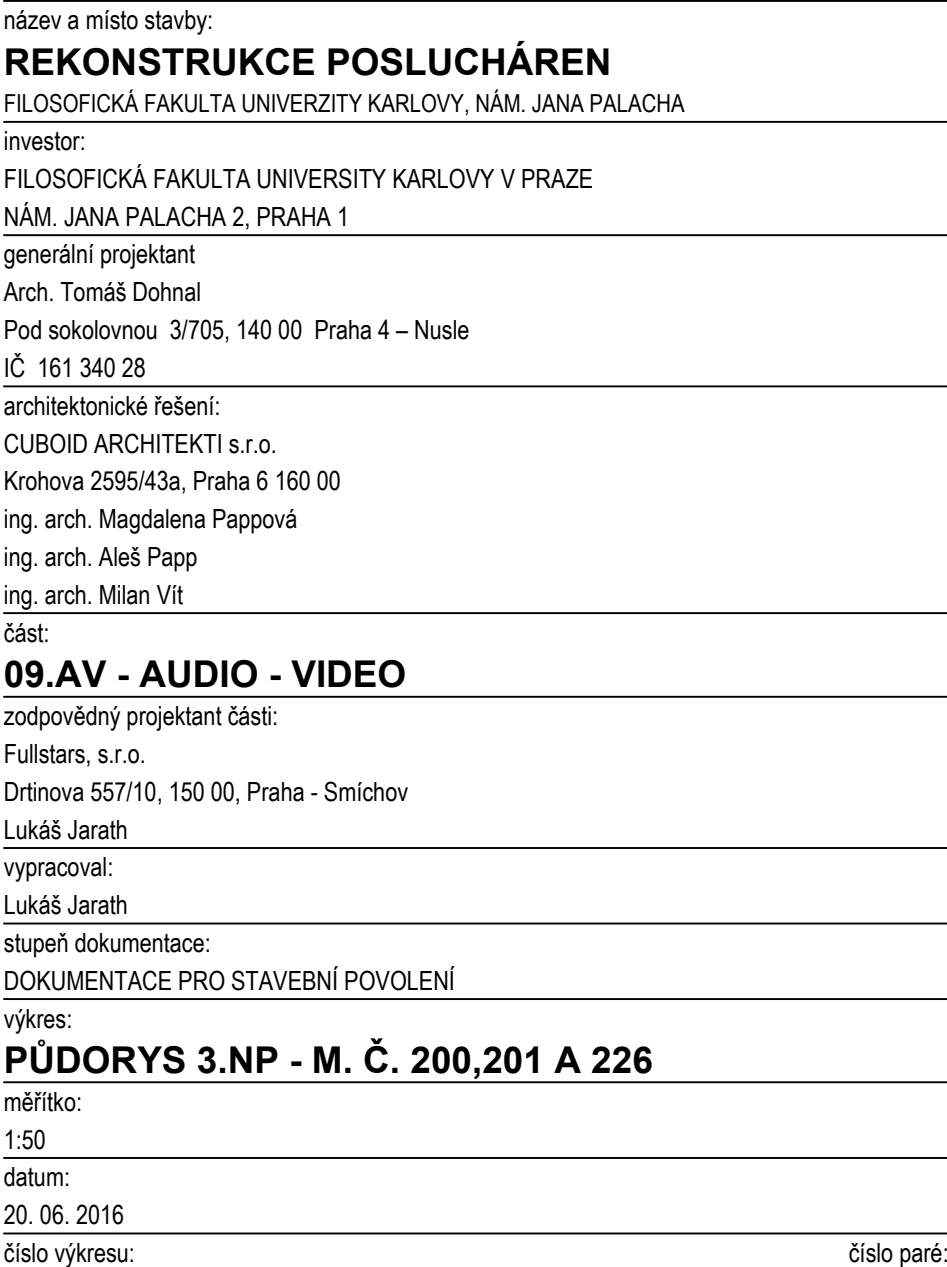 název a místo stavby:
REKONSTRUKCE POSLUCHÁREN
FILOSOFICKÁ FAKULTA UNIVERZITY KARLOVY, NÁM. JANA PALACHA
investor:
FILOSOFICKÁ FAKULTA UNIVERSITY KARLOVY V PRAZE
NÁM. JANA PALACHA 2, PRAHA 1
generální projektant
Arch. Tomáš Dohnal
Pod sokolovnou  3/705, 140 00  Praha 4 – Nusle
IČ  161 340 28
architektonické řešení:
CUBOID ARCHITEKTI s.r.o.
Krohova 2595/43a, Praha 6 160 00
ing. arch. Magdalena Pappová
ing. arch. Aleš Papp
ing. arch. Milan Vít
část:
09.AV - AUDIO - VIDEO
zodpovědný projektant části:
Fullstars, s.r.o.
Drtinova 557/10, 150 00, Praha - Smíchov
Lukáš Jarath
vypracoval:
Lukáš Jarath
stupeň dokumentace:
DOKUMENTACE PRO STAVEBNÍ POVOLENÍ
výkres:
PŮDORYS 3.NP - M. Č. 200,201 A 226
měřítko:
1:50
datum:
20. 06. 2016
číslo výkresu: číslo paré: